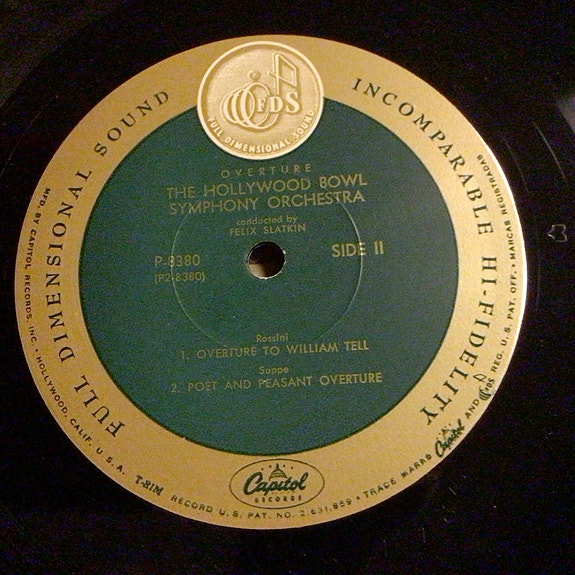 FULL DIMENSIONAL SOUND
INCOMPARABLE HI-FIDELITY
FDS
FULL DIMENSIONAL SOUND
OVERTURE
THE HOLLYWOOD BOWL
SYMPHONY ORCHESTRA
conducted by
FELIX SLATKIN
P-8380
(P2-8380)
SIDE II
Rossini
1. OVERTURE TO WILLIAM TELL
Suppe
2. POET AND PEASANT OVERTURE
Capitol
RECORDS
MFD. BY CAPITOL RECORDS, INC. • HOLLYWOOD, CALIF. U. S. A. T-81M RECORD U. S. PAT. NO. 2,631,859 • TRADE MARKS Capitol AND FDS REG. U. S. PAT. OFF. • MARCAS REGISTRADAS